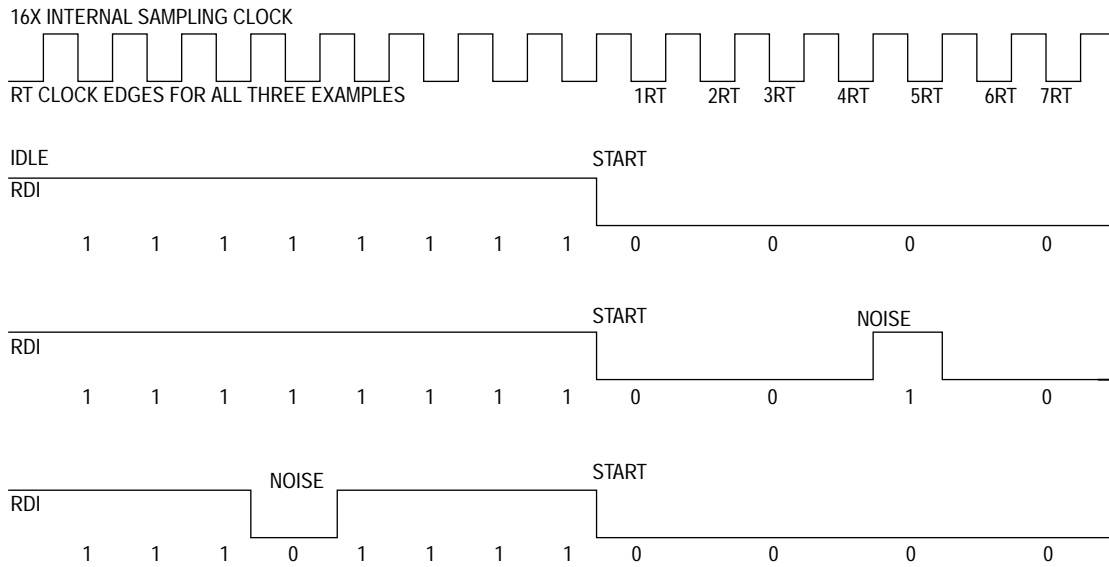 16X INTERNAL SAMPLING CLOCK
RT CLOCK EDGES FOR ALL THREE EXAMPLES 1RT 2RT 3RT 4RT 5RT 6RT 7RT
IDLE START
RDI
1 1 1 1 1 1 1 1 0 0 0 0
START NOISE
RDI
1 1 1 1 1 1 1 1 0 0 1 0
NOISE START
RDI
1 1 1 0 1 1 1 1 0 0 0 0